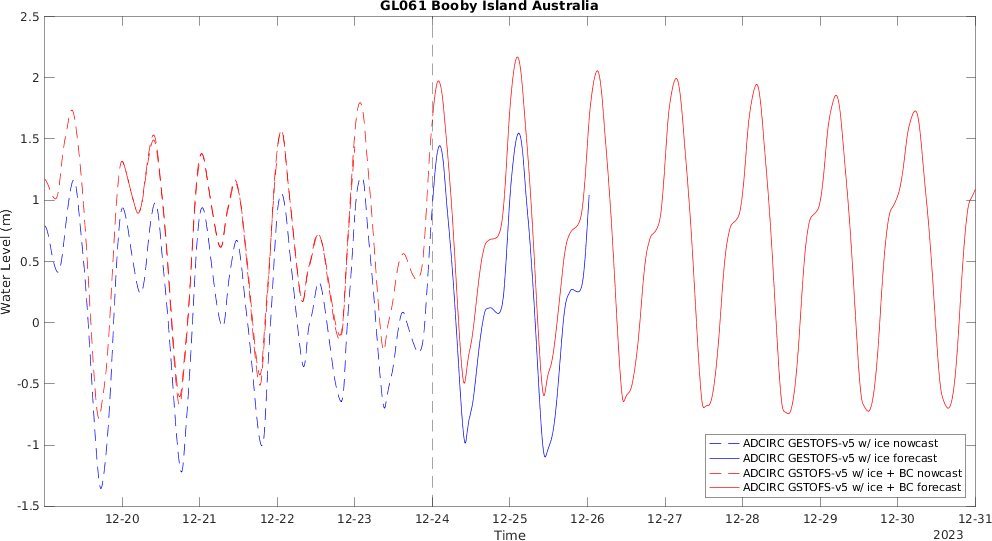 GL061 Booby Island Australia
2.5
2
1.5
1
0.5
0
-0.5
-1
-1.5
Water Level (m)
ADCIRC GESTOFS-v5 w/ ice nowcast
ADCIRC GESTOFS-v5 w/ ice forecast
ADCIRC GSTOFS-v5 w/ ice + BC nowcast
ADCIRC GSTOFS-v5 w/ ice + BC forecast
12-20 12-21 12-22 12-23 12-24 12-25 12-26 12-27 12-28 12-29 12-30 12-31
Time
2023